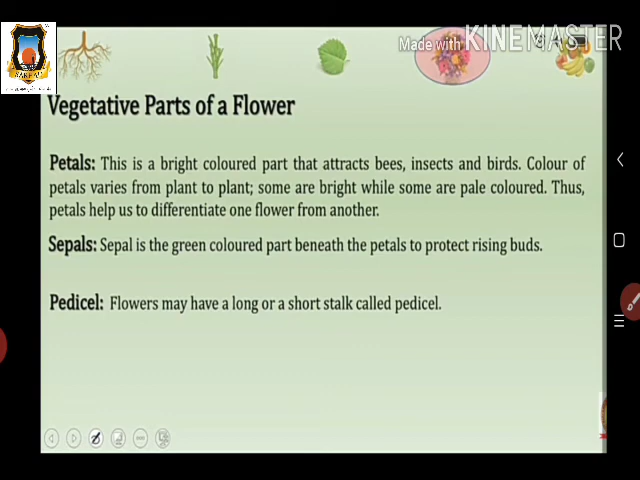 Made with KINEMASTER
Vegetative Parts of a Flower
Petals: This is a bright coloured part that attracts bees, insects and birds. Colour of
petals varies from plant to plant; some are bright while some are pale coloured. Thus,
petals help us to differentiate one flower from another.
Sepals: Sepal is the green coloured part beneath the petals to protect rising buds.
Pedicel: Flowers may have a long or a short stalk called pedicel.